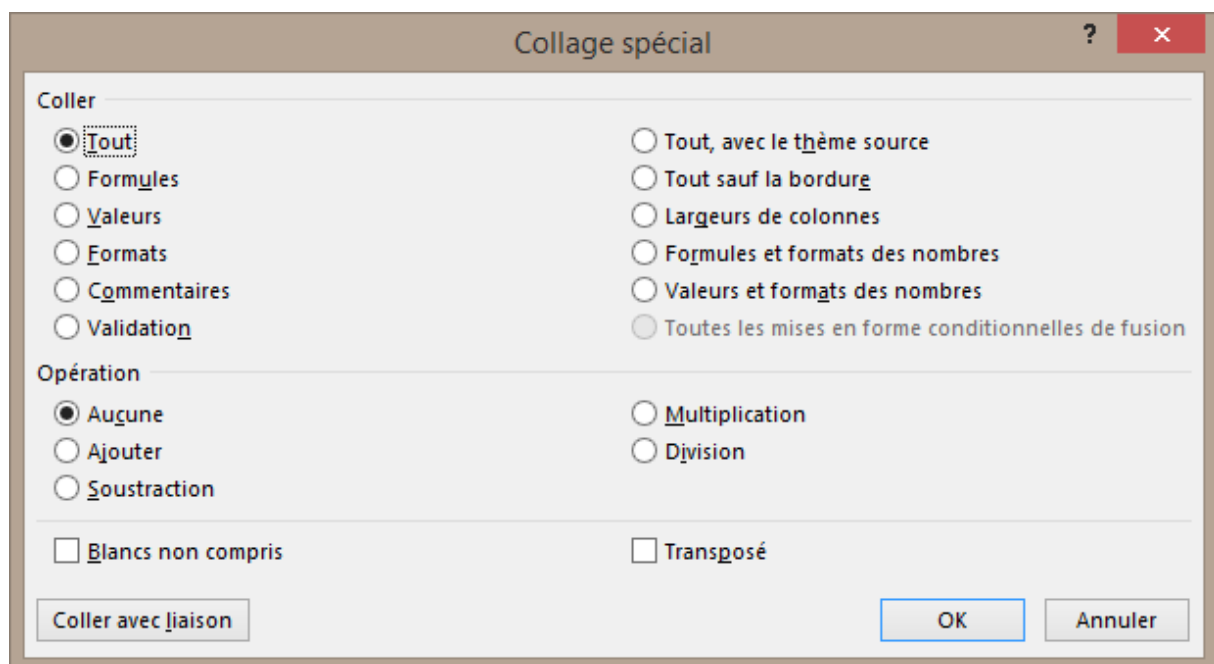 Collage spécial
?
Coller
Tout
Tout, avec le thème source
Formules
Tout sauf la bordure
Valeurs
Largeurs de colonnes
Formats
Formules et formats des nombres
Commentaires
Valeurs et formats des nombres
Validation
Toutes les mises en forme conditionnelles de fusion
Opération
Aucune
Multiplication
Ajouter
Division
Soustraction
Blancs non compris
Transposé
Coller avec liaison
OK
Annuler